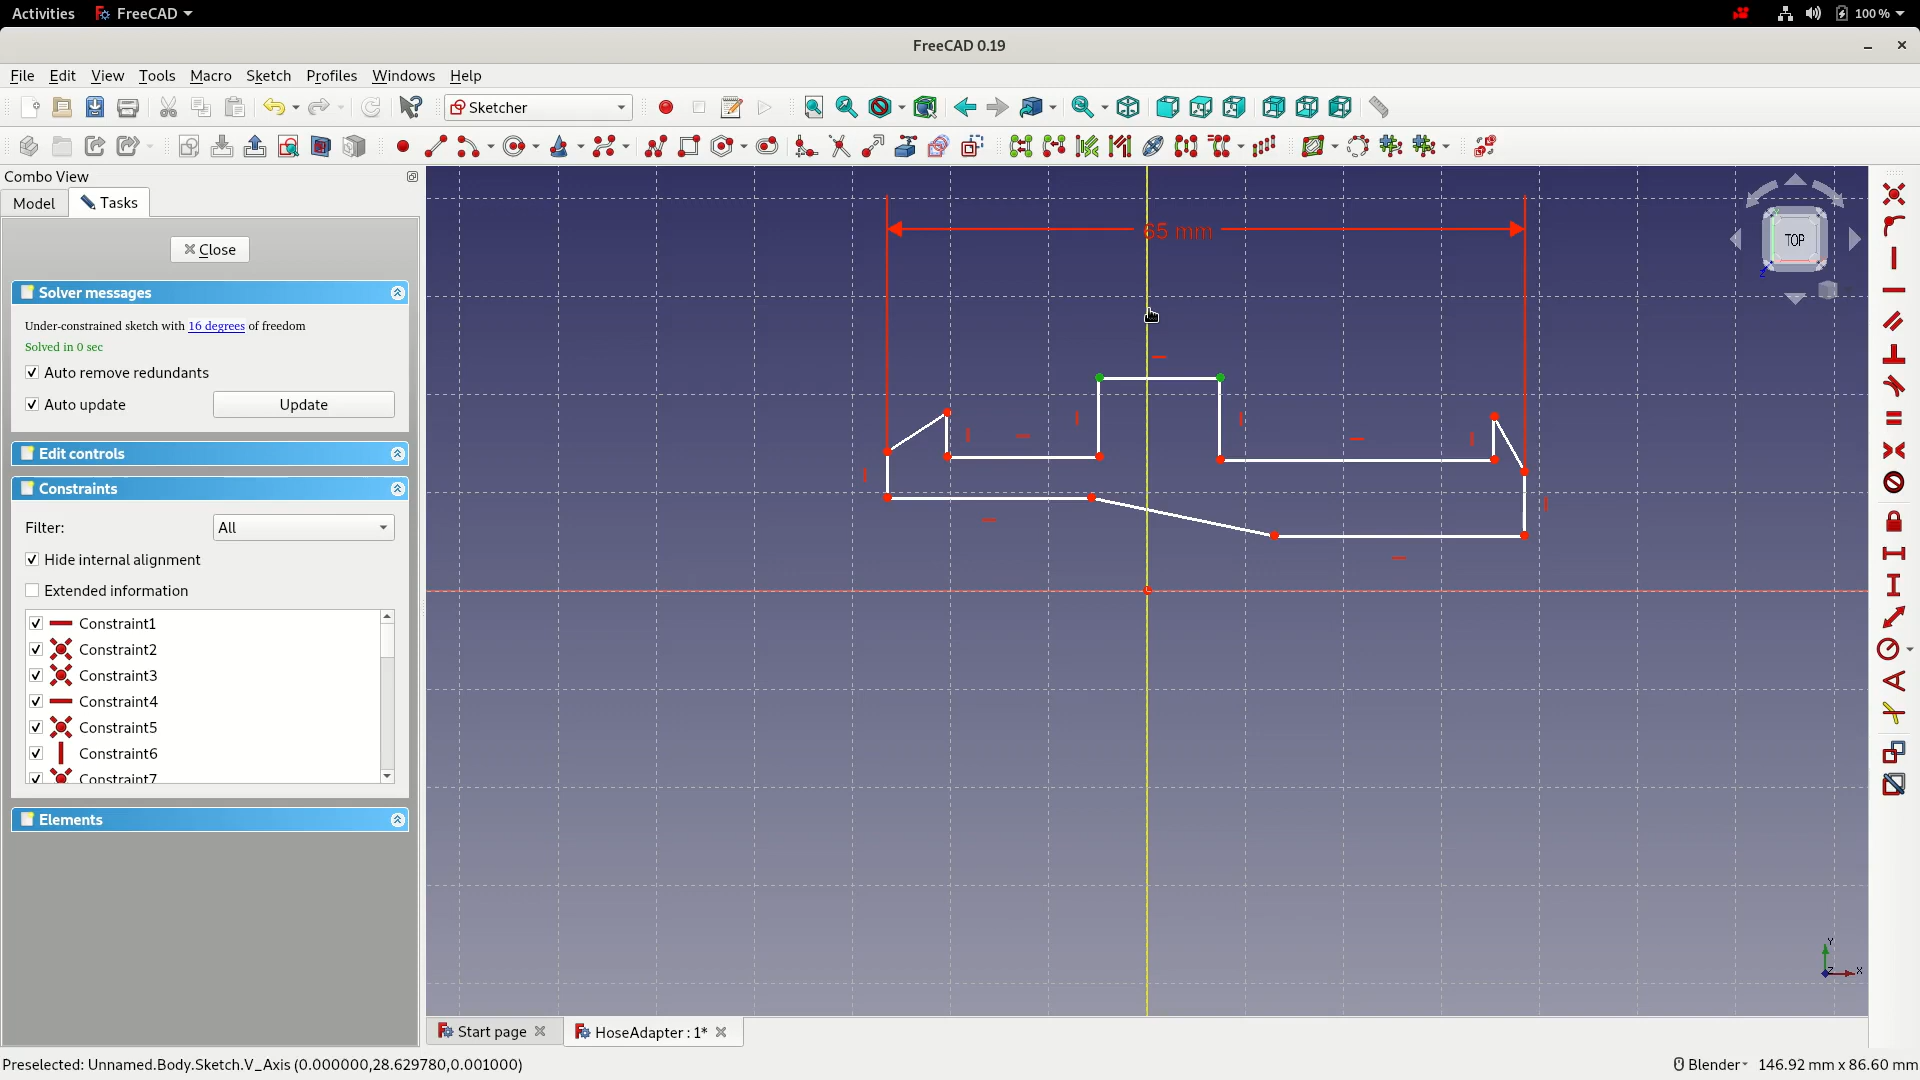 Activities FreeCAD 100 %
FreeCAD 0.19
File Edit View Tools Macro Sketch Profiles Windows Help
Sketcher
Combo View
Model Tasks
Close
Solver messages
Under-constrained sketch with 16 degrees of freedom
Solved in 0 sec
Auto remove redundants
Auto update Update
Edit controls
Constraints
Filter: All
Hide internal alignment
Extended information
Constraint1
Constraint2
Constraint3
Constraint4
Constraint5
Constraint6
Constraint7
Elements
65 mm
TOP
Z
Y
Z X
Start page HoseAdapter : 1*
Preselected: Unnamed.Body.Sketch.V_Axis (0.000000,28.629780,0.001000) Blender 146.92 mm x 86.60 mm